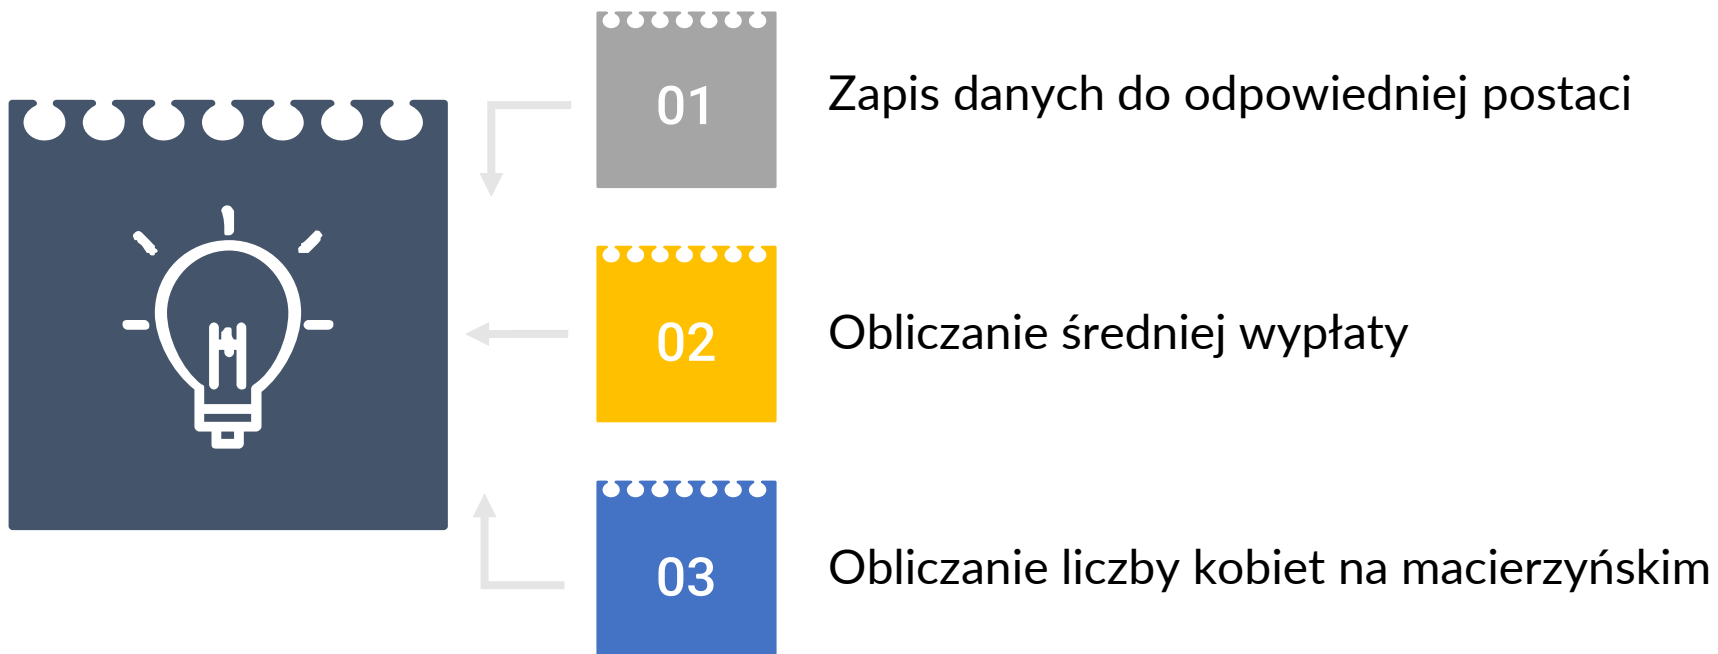 01
Zapis danych do odpowiedniej postaci
02
Obliczanie średniej wypłaty
03
Obliczanie liczby kobiet na macierzyńskim